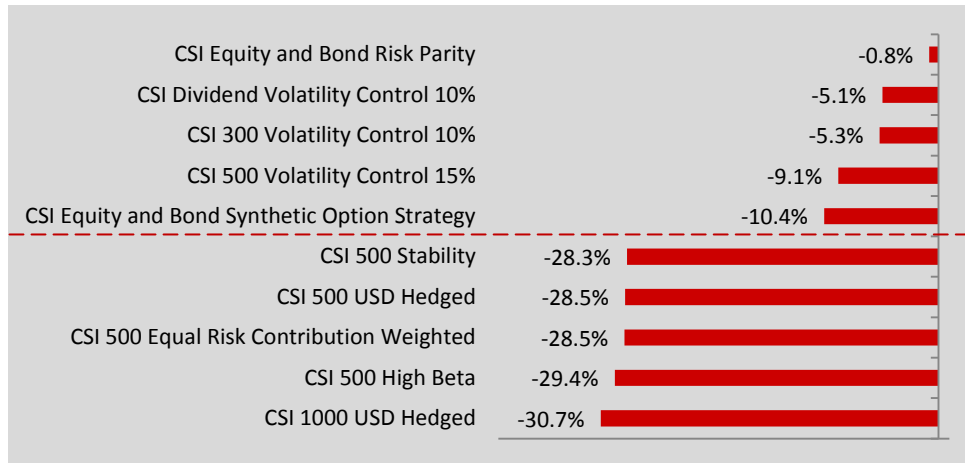 CSI Equity and Bond Risk Parity -0.8%
CSI Dividend Volatility Control 10% -5.1%
CSI 300 Volatility Control 10% -5.3%
CSI 500 Volatility Control 15% -9.1%
CSI Equity and Bond Synthetic Option Strategy -10.4%
CSI 500 Stability -28.3%
CSI 500 USD Hedged -28.5%
CSI 500 Equal Risk Contribution Weighted -28.5%
CSI 500 High Beta -29.4%
CSI 1000 USD Hedged -30.7%